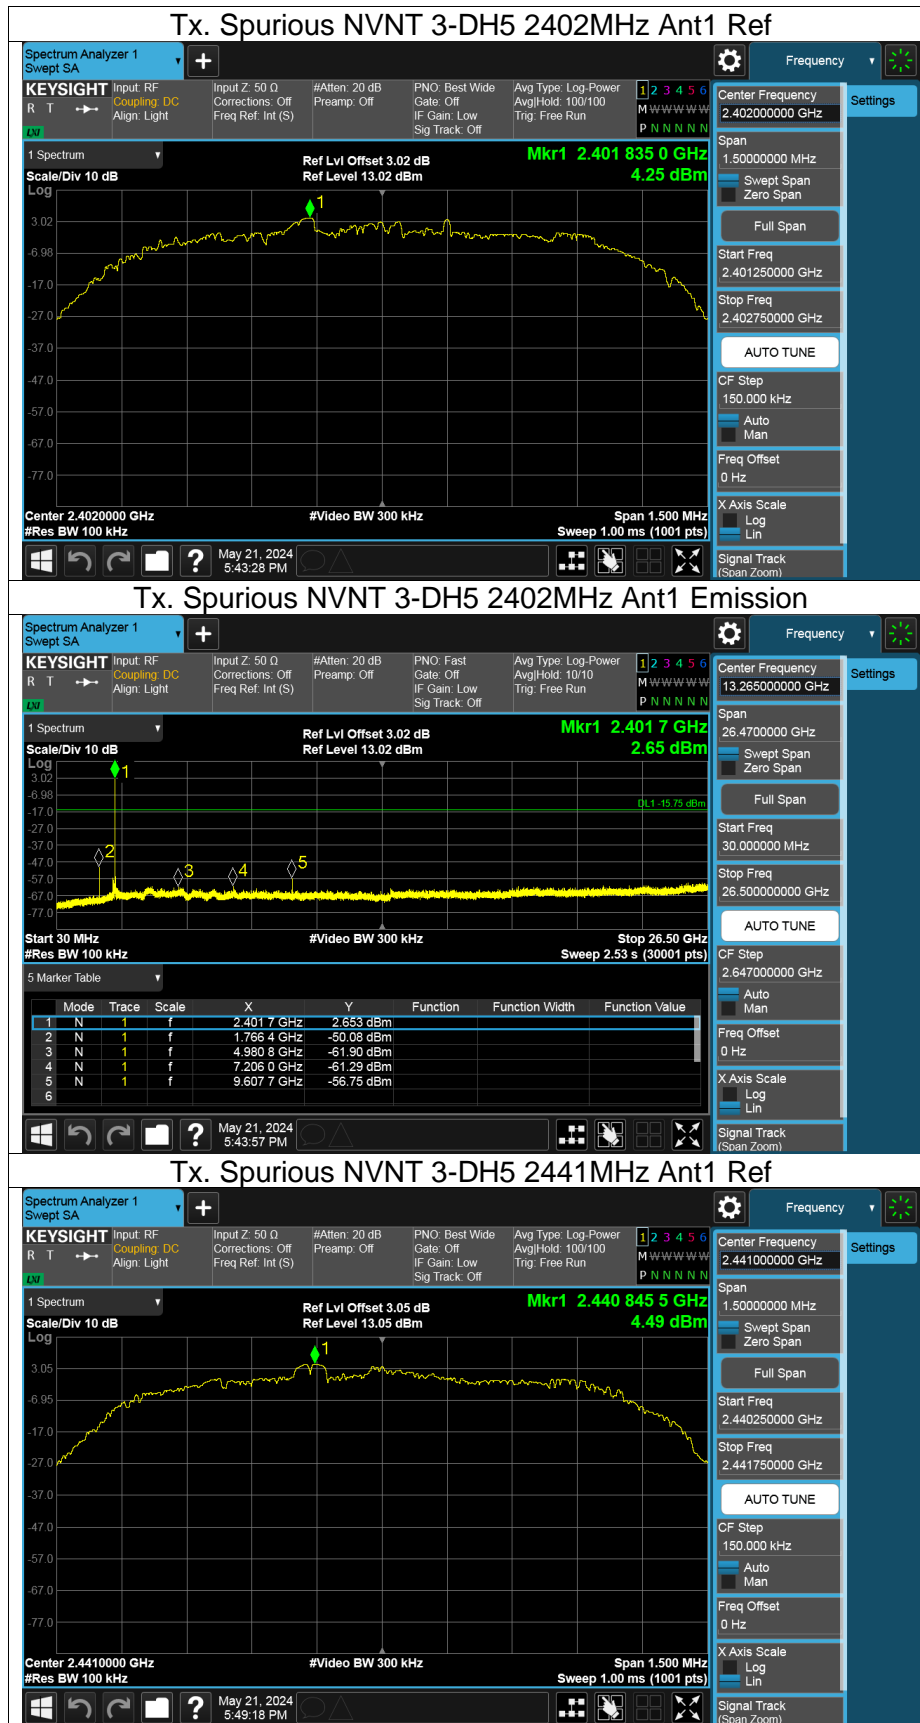 Tx. Spurious NVNT 3-DH5 2402MHz Ant1 Ref
Spectrum Analyzer 1
Swept SA
Frequency
KEYSIGHT
R T
LXI
Input: RF
Coupling: DC
Align: Light
Input Z: 50 Ω
Corrections: Off
Freq Ref: Int (S)
#Atten: 20 dB
Preamp: Off
PNO: Best Wide
Gate: Off
IF Gain: Low
Sig Track: Off
Avg Type: Log-Power
Avg|Hold: 100/100
Trig: Free Run
1 2 3 4 5 6
M W W W W W
P N N N N N
1 Spectrum
Scale/Div 10 dB
Ref Lvl Offset 3.02 dB
Ref Level 13.02 dBm
Mkr1 2.401 835 0 GHz
4.25 dBm
Log
1
3.02
-6.98
-17.0
-27.0
-37.0
-47.0
-57.0
-67.0
-77.0
Center 2.4020000 GHz
#Video BW 300 kHz
Span 1.500 MHz
#Res BW 100 kHz
Sweep 1.00 ms (1001 pts)
?
May 21, 2024
5:43:28 PM
Center Frequency
2.402000000 GHz
Settings
Span
1.50000000 MHz
Swept Span
Zero Span
Full Span
Start Freq
2.401250000 GHz
Stop Freq
2.402750000 GHz
AUTO TUNE
CF Step
150.000 kHz
Auto
Man
Freq Offset
0 Hz
X Axis Scale
Log
Lin
Signal Track
(Span Zoom)
Tx. Spurious NVNT 3-DH5 2402MHz Ant1 Emission
Spectrum Analyzer 1
Swept SA
Frequency
KEYSIGHT
R T
LXI
Input: RF
Coupling: DC
Align: Light
Input Z: 50 Ω
Corrections: Off
Freq Ref: Int (S)
#Atten: 20 dB
Preamp: Off
PNO: Fast
Gate: Off
IF Gain: Low
Sig Track: Off
Avg Type: Log-Power
Avg|Hold: 10/10
Trig: Free Run
1 2 3 4 5 6
M W W W W W
P N N N N N
1 Spectrum
Scale/Div 10 dB
Ref Lvl Offset 3.02 dB
Ref Level 13.02 dBm
Mkr1 2.401 7 GHz
2.65 dBm
Log
1
3.02
-6.98
-17.0
DL1 -15.75 dBm
-27.0
-37.0
-47.0
2
3
4
5
-57.0
-67.0
-77.0
Start 30 MHz
#Video BW 300 kHz
Stop 26.50 GHz
#Res BW 100 kHz
Sweep 2.53 s (30001 pts)
5 Marker Table
Mode Trace Scale X Y Function Function Width Function Value
1 N 1 f 2.401 7 GHz 2.653 dBm
2 N 1 f 1.766 4 GHz -50.08 dBm
3 N 1 f 4.980 8 GHz -61.90 dBm
4 N 1 f 7.206 0 GHz -61.29 dBm
5 N 1 f 9.607 7 GHz -56.75 dBm
6
?
May 21, 2024
5:43:57 PM
Center Frequency
13.265000000 GHz
Settings
Span
26.4700000 GHz
Swept Span
Zero Span
Full Span
Start Freq
30.000000 MHz
Stop Freq
26.500000000 GHz
AUTO TUNE
CF Step
2.647000000 GHz
Auto
Man
Freq Offset
0 Hz
X Axis Scale
Log
Lin
Signal Track
(Span Zoom)
Tx. Spurious NVNT 3-DH5 2441MHz Ant1 Ref
Spectrum Analyzer 1
Swept SA
Frequency
KEYSIGHT
R T
LXI
Input: RF
Coupling: DC
Align: Light
Input Z: 50 Ω
Corrections: Off
Freq Ref: Int (S)
#Atten: 20 dB
Preamp: Off
PNO: Best Wide
Gate: Off
IF Gain: Low
Sig Track: Off
Avg Type: Log-Power
Avg|Hold: 100/100
Trig: Free Run
1 2 3 4 5 6
M W W W W W
P N N N N N
1 Spectrum
Scale/Div 10 dB
Ref Lvl Offset 3.05 dB
Ref Level 13.05 dBm
Mkr1 2.440 845 5 GHz
4.49 dBm
Log
1
3.05
-6.95
-17.0
-27.0
-37.0
-47.0
-57.0
-67.0
-77.0
Center 2.4410000 GHz
#Video BW 300 kHz
Span 1.500 MHz
#Res BW 100 kHz
Sweep 1.00 ms (1001 pts)
?
May 21, 2024
5:49:18 PM
Center Frequency
2.441000000 GHz
Settings
Span
1.50000000 MHz
Swept Span
Zero Span
Full Span
Start Freq
2.440250000 GHz
Stop Freq
2.441750000 GHz
AUTO TUNE
CF Step
150.000 kHz
Auto
Man
Freq Offset
0 Hz
X Axis Scale
Log
Lin
Signal Track
(Span Zoom)